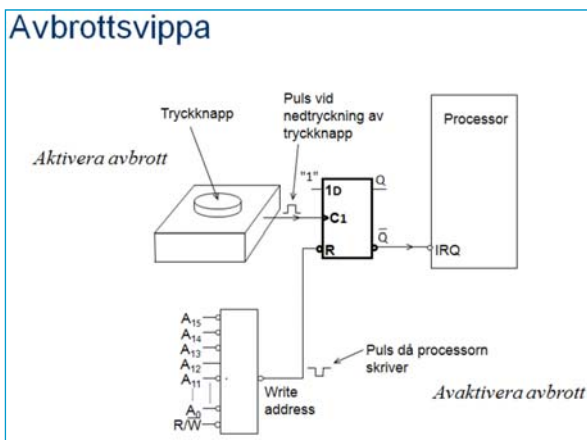 Avbrottsvippa
Tryckknapp
Puls vid
nedtryckning av
tryckknapp
Processor
Aktivera avbrott
"1"
1D
Q
C1
R
Q̅
IRQ
A15
A14
A13
A12
A11
A0
R/W̅
Write
address
Puls då processorn
skriver
Avaktivera avbrott